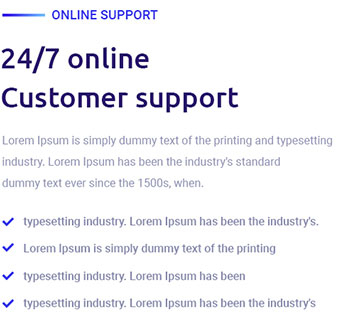 ONLINE SUPPORT
24/7 online
Customer support
Lorem Ipsum is simply dummy text of the printing and typesetting
industry. Lorem Ipsum has been the industry's standard
dummy text ever since the 1500s, when.
typesetting industry. Lorem Ipsum has been the industry's.
Lorem Ipsum is simply dummy text of the printing
typesetting industry. Lorem Ipsum has been
typesetting industry. Lorem Ipsum has been the industry's